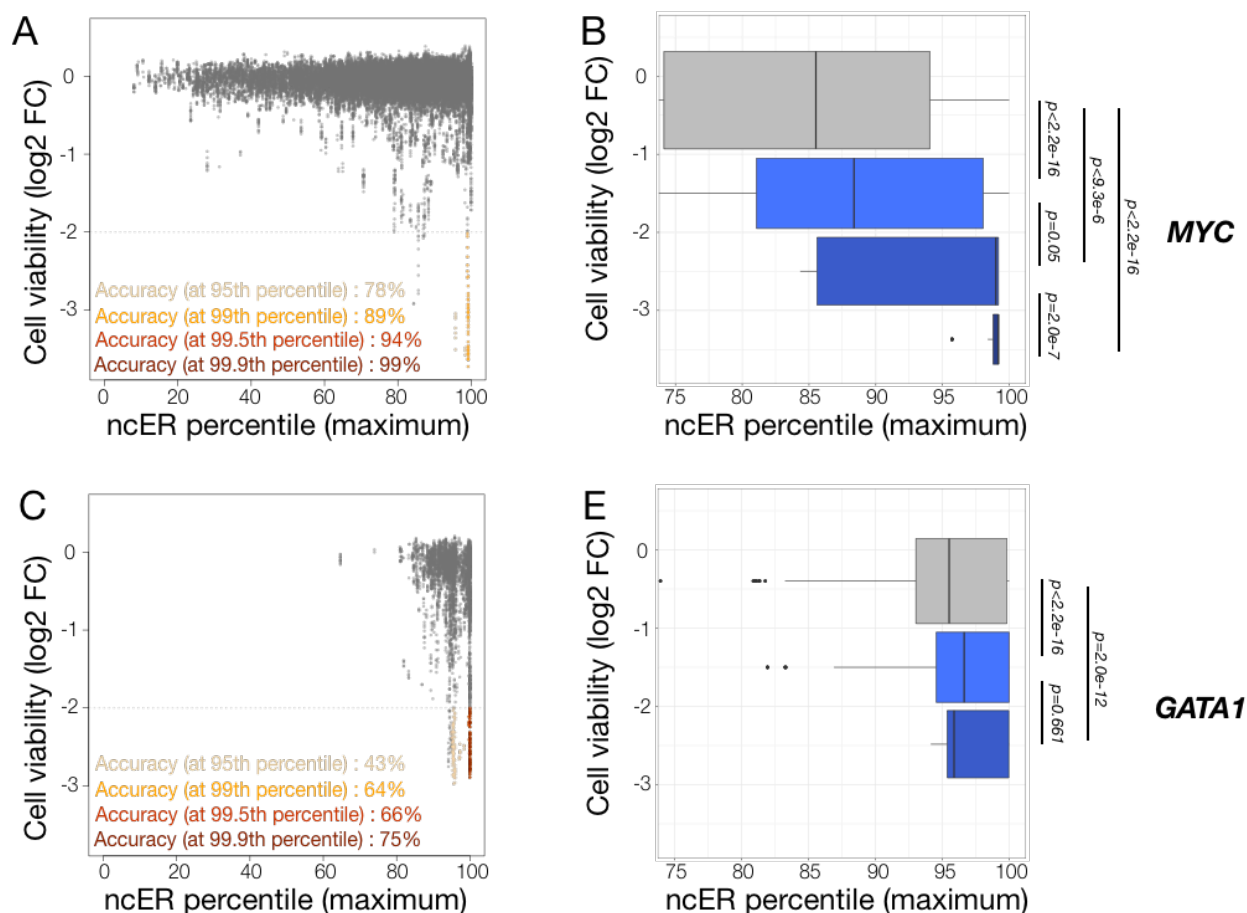 A
Cell viability (log2 FC)
0
-1
-2
-3
Accuracy (at 95th percentile) : 78%
Accuracy (at 99th percentile) : 89%
Accuracy (at 99.5th percentile) : 94%
Accuracy (at 99.9th percentile) : 99%
0 20 40 60 80 100
ncER percentile (maximum)
B
Cell viability (log2 FC)
0
-1
-2
-3
75 80 85 90 95 100
ncER percentile (maximum)
p<2.2e-16
p=0.05
p=2.0e-7
p<9.3e-6
p<2.2e-16
MYC
C
Cell viability (log2 FC)
0
-1
-2
-3
Accuracy (at 95th percentile) : 43%
Accuracy (at 99th percentile) : 64%
Accuracy (at 99.5th percentile) : 66%
Accuracy (at 99.9th percentile) : 75%
0 20 40 60 80 100
ncER percentile (maximum)
E
Cell viability (log2 FC)
0
-1
-2
-3
75 80 85 90 95 100
ncER percentile (maximum)
p<2.2e-16
p=0.661
p=2.0e-12
GATA1